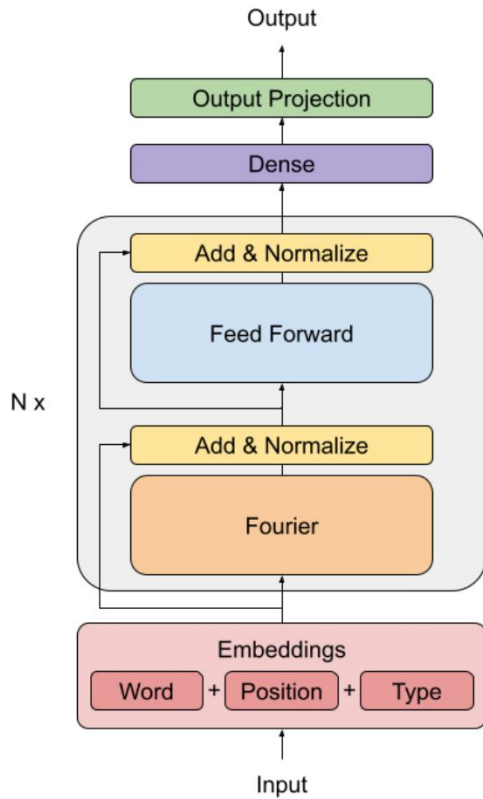 Output
Output Projection
Dense
Add & Normalize
Feed Forward
N x
Add & Normalize
Fourier
Embeddings
Word + Position + Type
Input